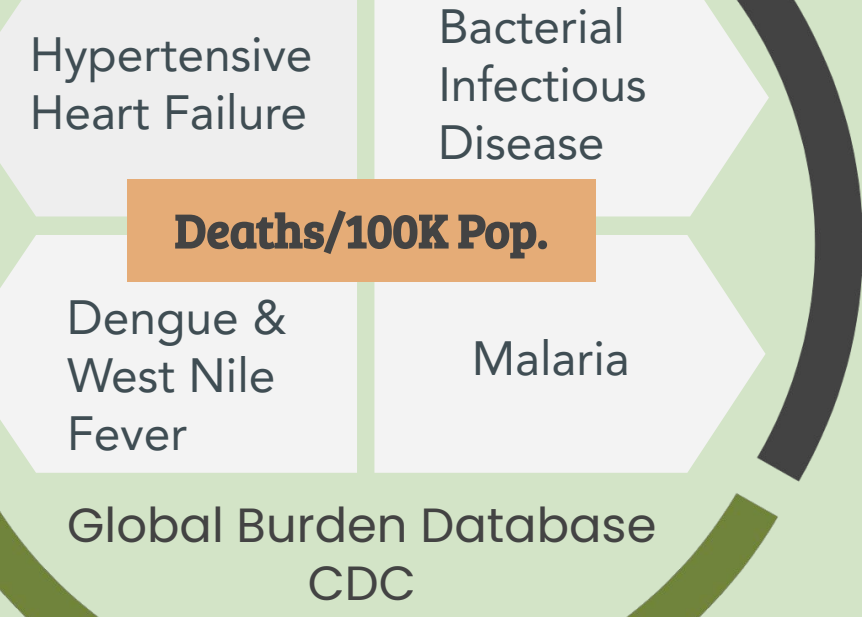 Hypertensive
Heart Failure
Bacterial
Infectious
Disease
Deaths/100K Pop.
Dengue &
West Nile
Fever
Malaria
Global Burden Database
CDC